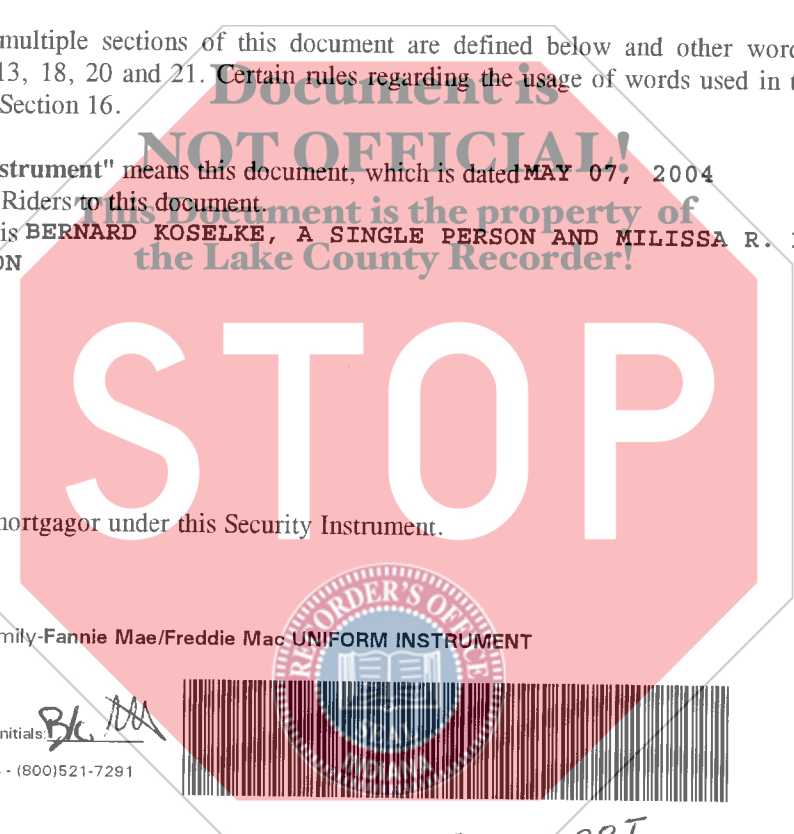 multiple sections of this document are defined below and other
13, 18, 20 and 21. Certain rules regarding the usage of words used in
Section 16.
Document is
NOT OFFICIAL!
strument" means this document, which is dated MAY 07, 2004
Riders to this document.
This Document is the property of
is BERNARD KOSELKE, A SINGLE PERSON AND MILISSA R.
ON
the Lake County Recorder!
STOP
mortgagor under this Security Instrument.
RECORDER'S OFFICE
mily-Fannie Mae/Freddie Mac UNIFORM INSTRUMENT
SEAL
nitials:
INDIANA
- (800)521-7291